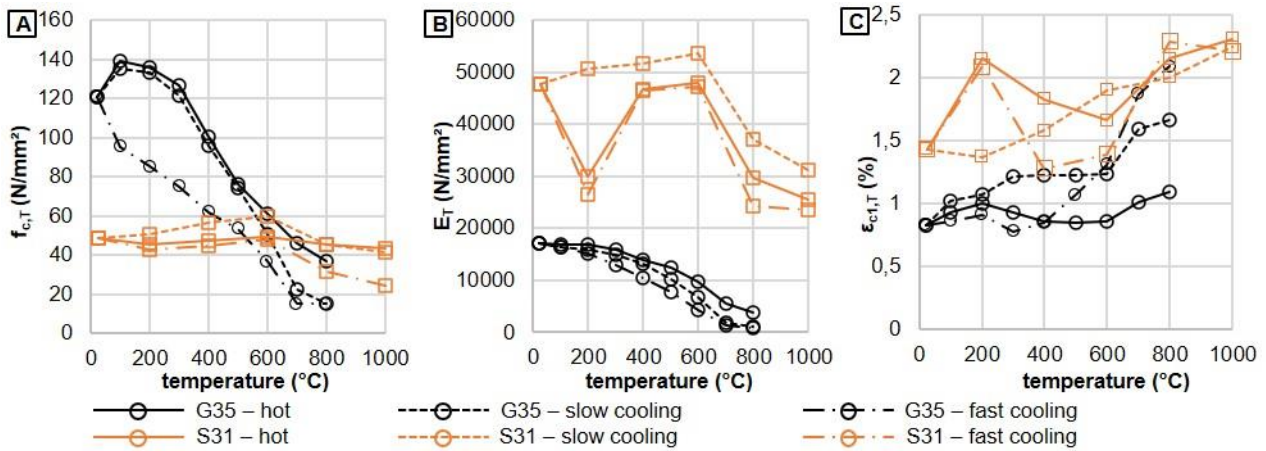 A
f c,T (N/mm²)
160
140
120
100
80
60
40
20
0
0 200 400 600 800 1000
temperature (°C)
B
E T (N/mm²)
60000
50000
40000
30000
20000
10000
0
0 200 400 600 800 1000
temperature (°C)
C
ε c1,T (%)
2,5
2
1,5
1
0,5
0
0 200 400 600 800 1000
temperature (°C)
G35 – hot
G35 – slow cooling
G35 – fast cooling
S31 – hot
S31 – slow cooling
S31 – fast cooling